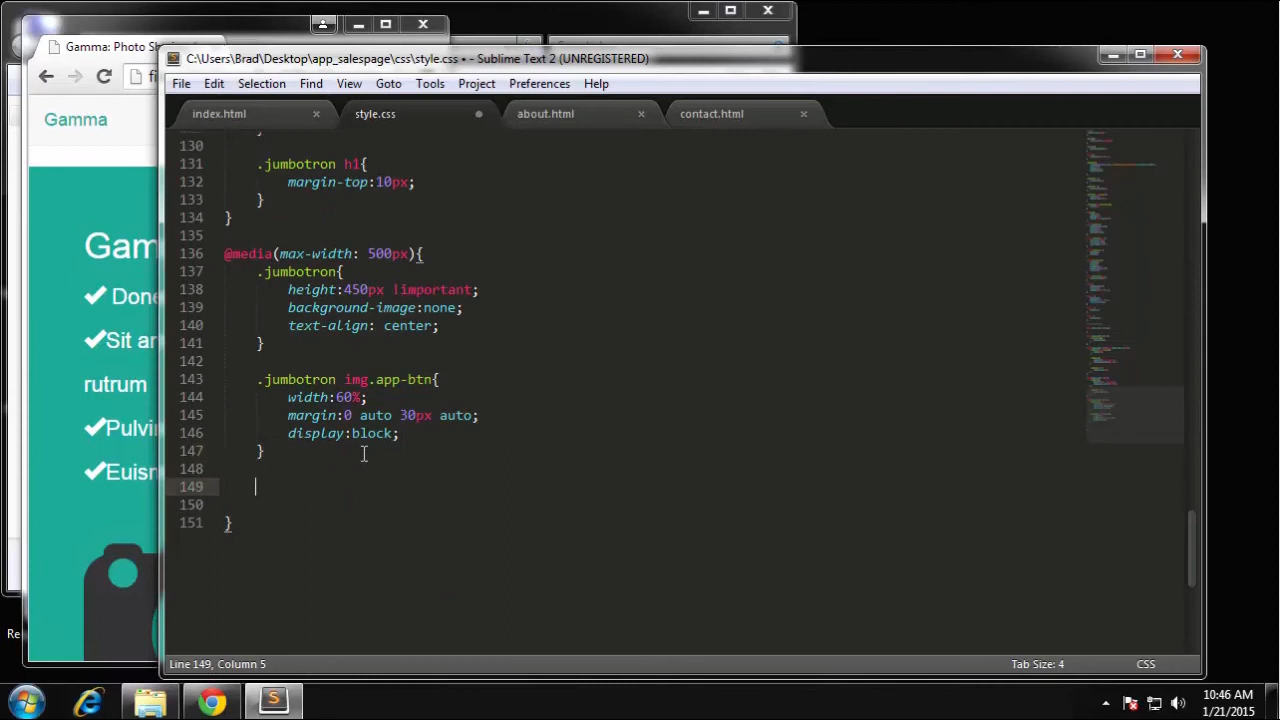 Gamma: Photo Sh
fi
Gamma
Gam
Done
Sit ar
rutrum
Pulvi
Euism
Re
C:\Users\Brad\Desktop\app_salespage\css\style.css • - Sublime Text 2 (UNREGISTERED)
File Edit Selection Find View Goto Tools Project Preferences Help
index.html style.css about.html contact.html
130
131 .jumbotron h1{
132 margin-top:10px;
133 }
134 }
135
136 @media(max-width: 500px){
137 .jumbotron{
138 height:450px !important;
139 background-image:none;
140 text-align: center;
141 }
142
143 .jumbotron img.app-btn{
144 width:60%;
145 margin:0 auto 30px auto;
146 display:block;
147 }
148
149
150
151 }
Line 149, Column 5 Tab Size: 4 CSS
10:46 AM
1/21/2015